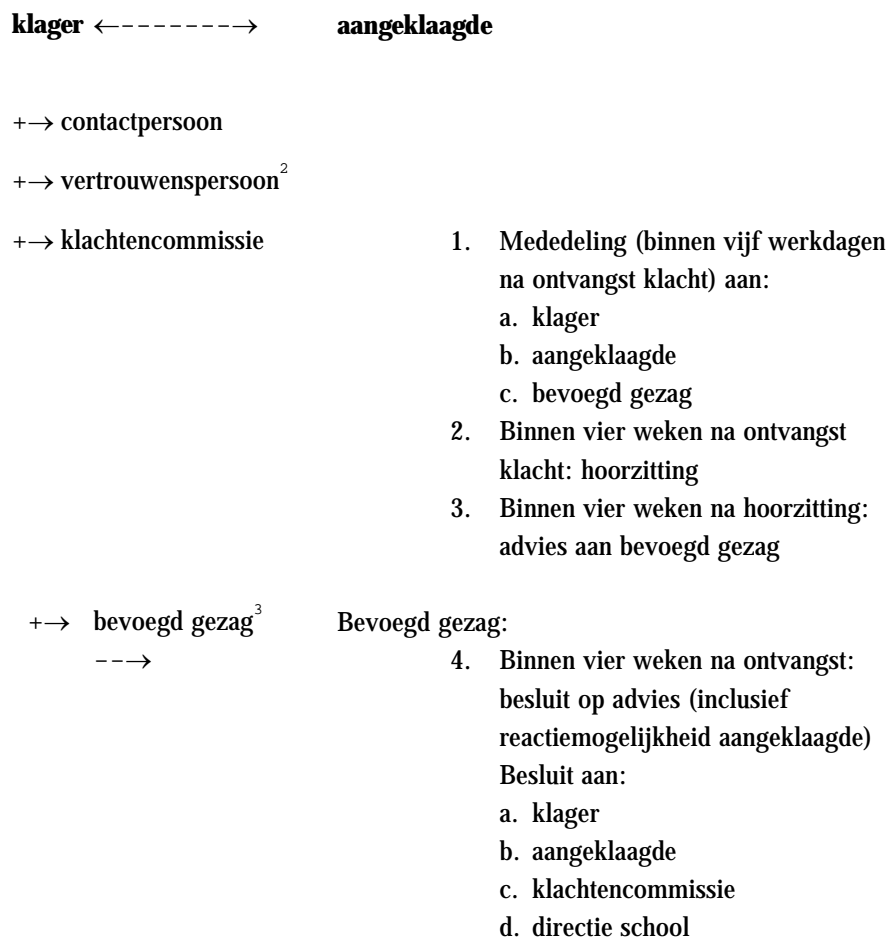 klager ←--------→ aangeklaagde
+→ contactpersoon
+→ vertrouwenspersoon2
+→ klachtencommissie 1. Mededeling (binnen vijf werkdagen
na ontvangst klacht) aan:
a. klager
b. aangeklaagde
c. bevoegd gezag
2. Binnen vier weken na ontvangst
klacht: hoorzitting
3. Binnen vier weken na hoorzitting:
advies aan bevoegd gezag
+→ bevoegd gezag3 Bevoegd gezag:
--→ 4. Binnen vier weken na ontvangst:
besluit op advies (inclusief
reactiemogelijkheid aangeklaagde)
Besluit aan:
a. klager
b. aangeklaagde
c. klachtencommissie
d. directie school